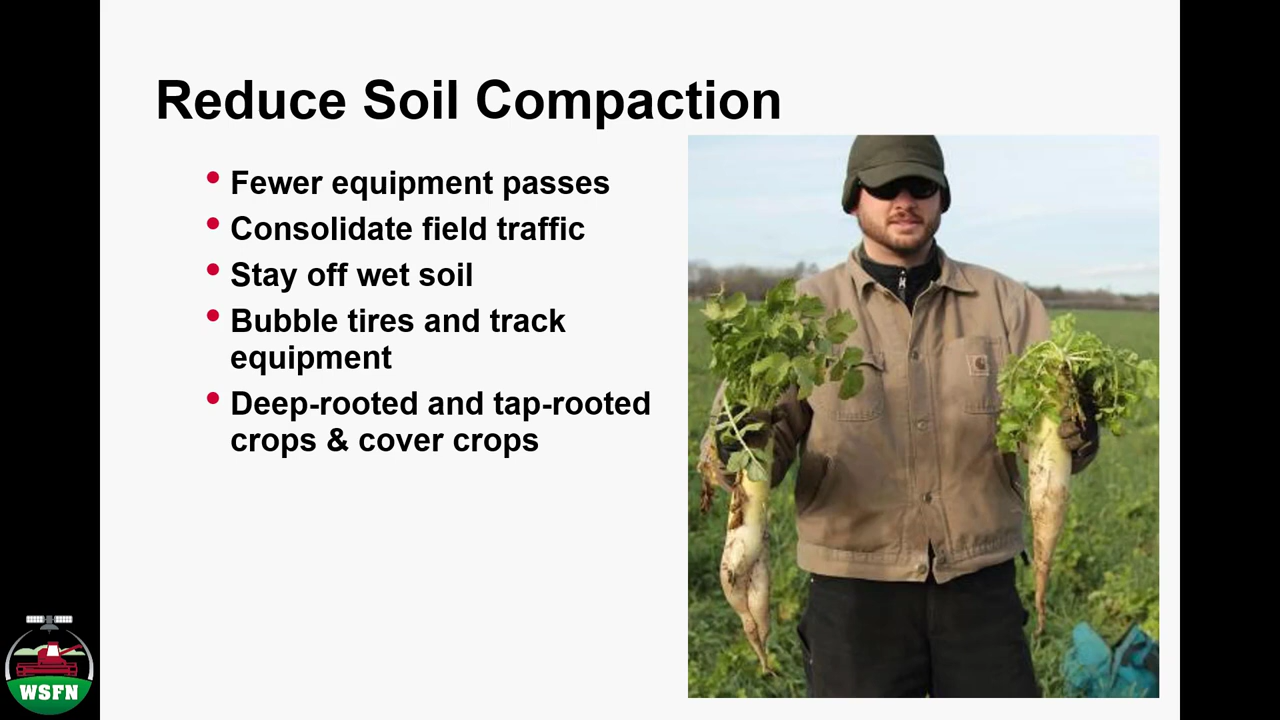 Reduce Soil Compaction
Fewer equipment passes
Consolidate field traffic
Stay off wet soil
Bubble tires and track
equipment
Deep-rooted and tap-rooted
crops & cover crops
WSFN